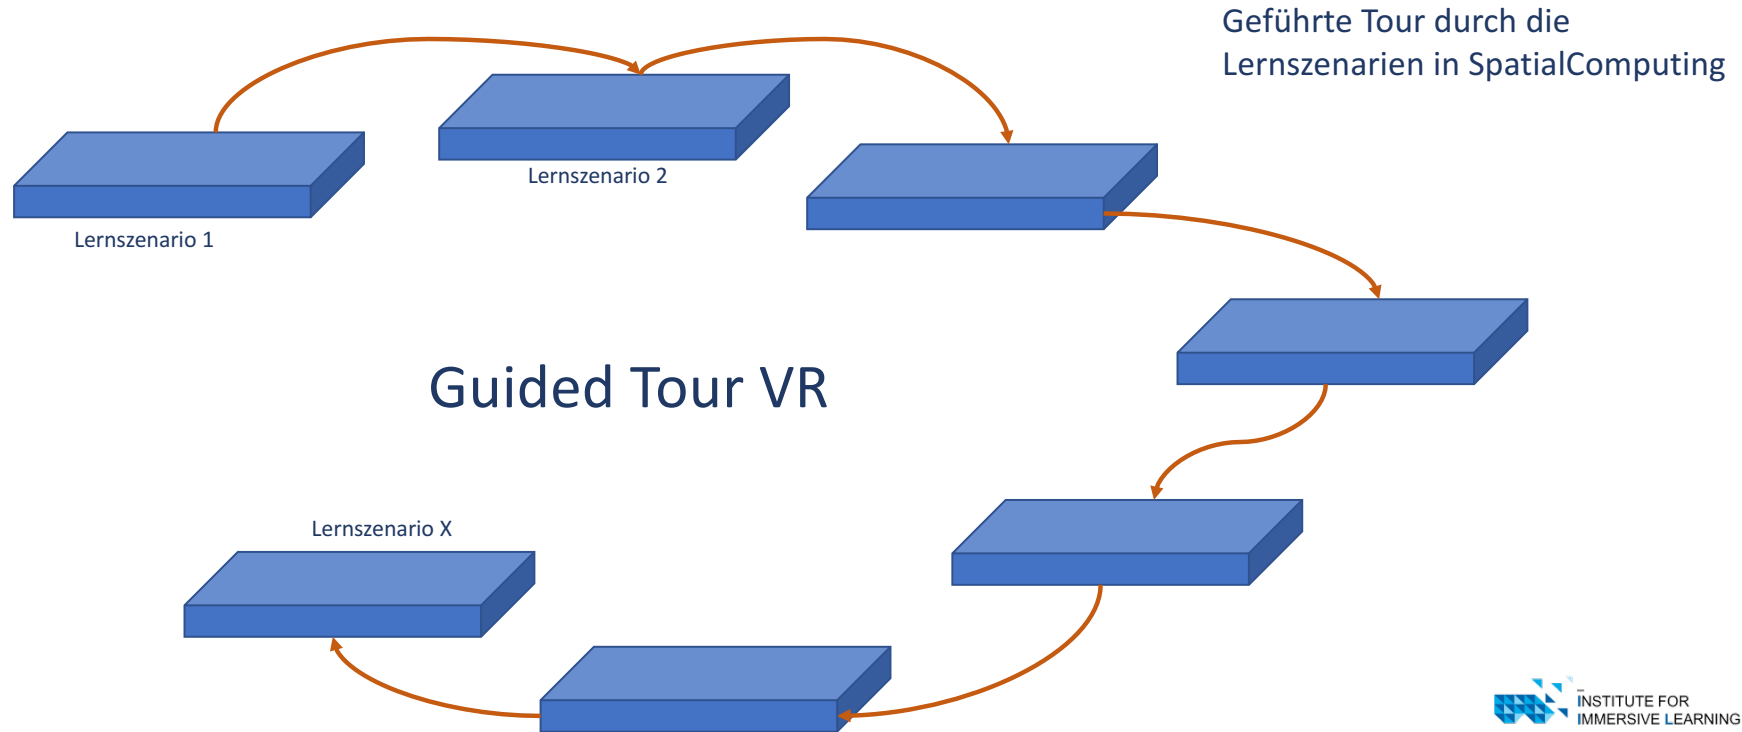 Geführte Tour durch die
Lernszenarien in SpatialComputing
Lernszenario 2
Lernszenario 1
Guided Tour VR
Lernszenario X
INSTITUTE FOR
IMMERSIVE LEARNING